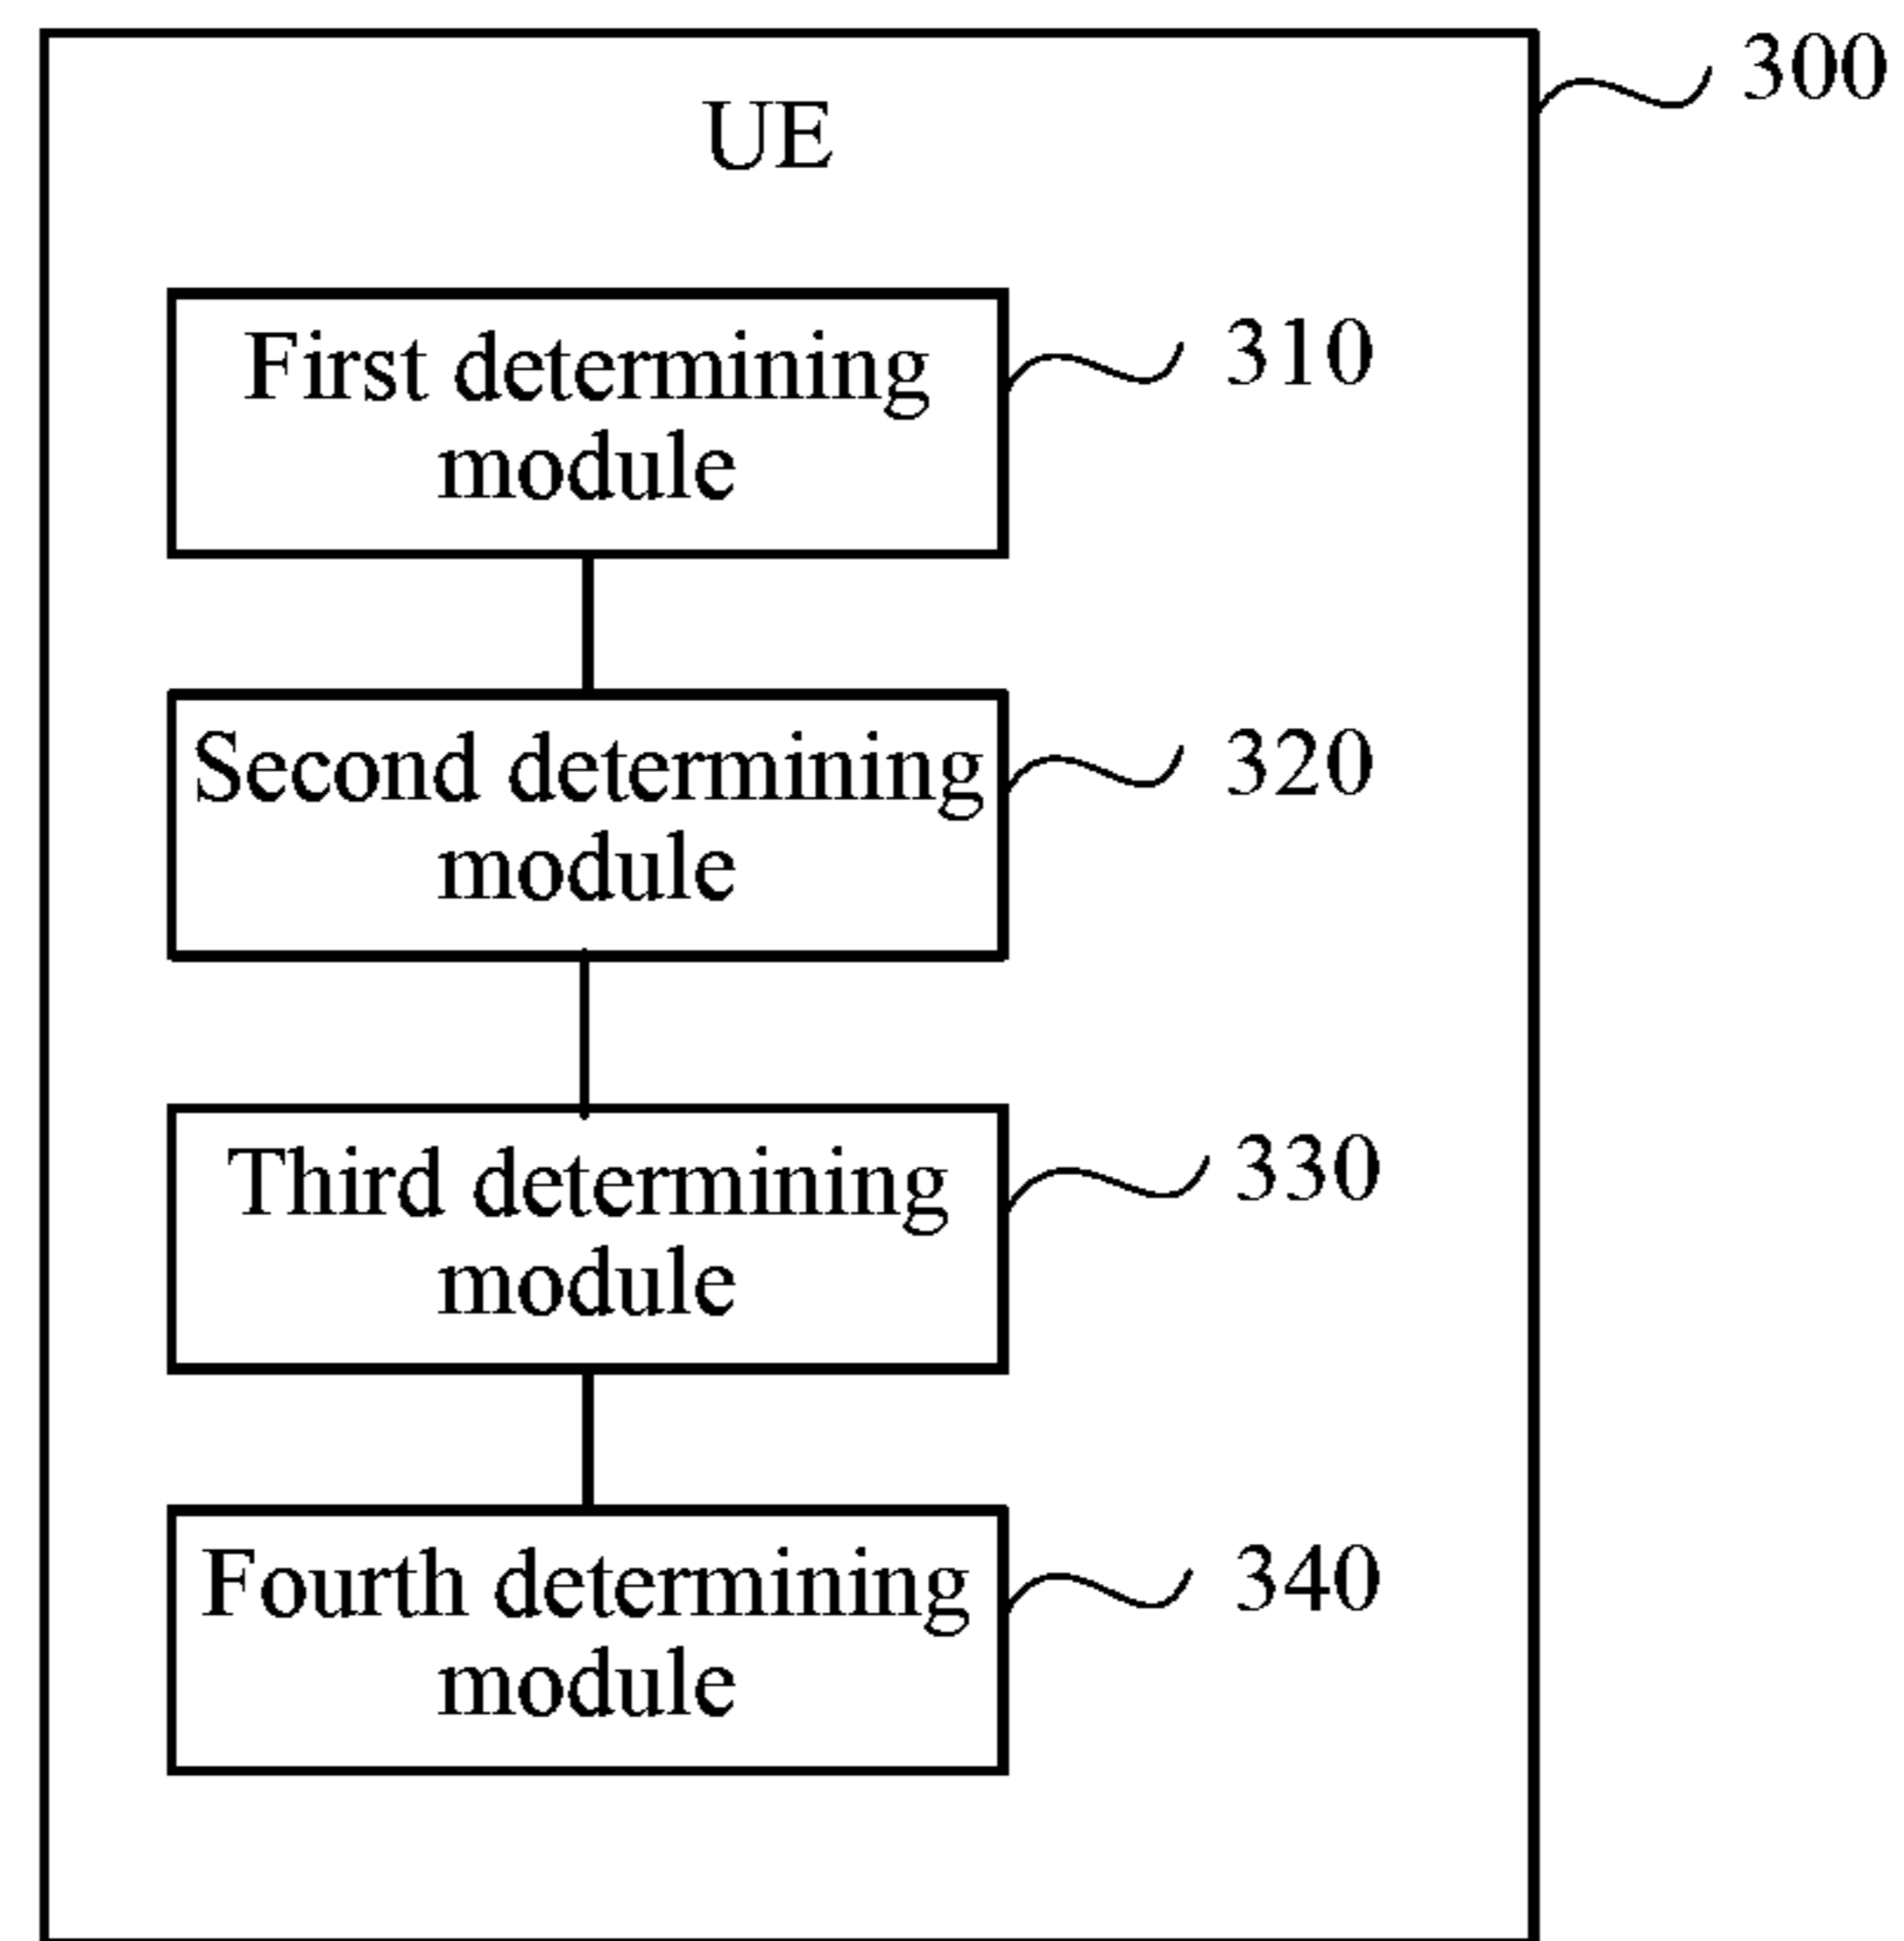 300
UE
First determining
module
310
Second determining
module
320
Third determining
module
330
Fourth determining
module
340